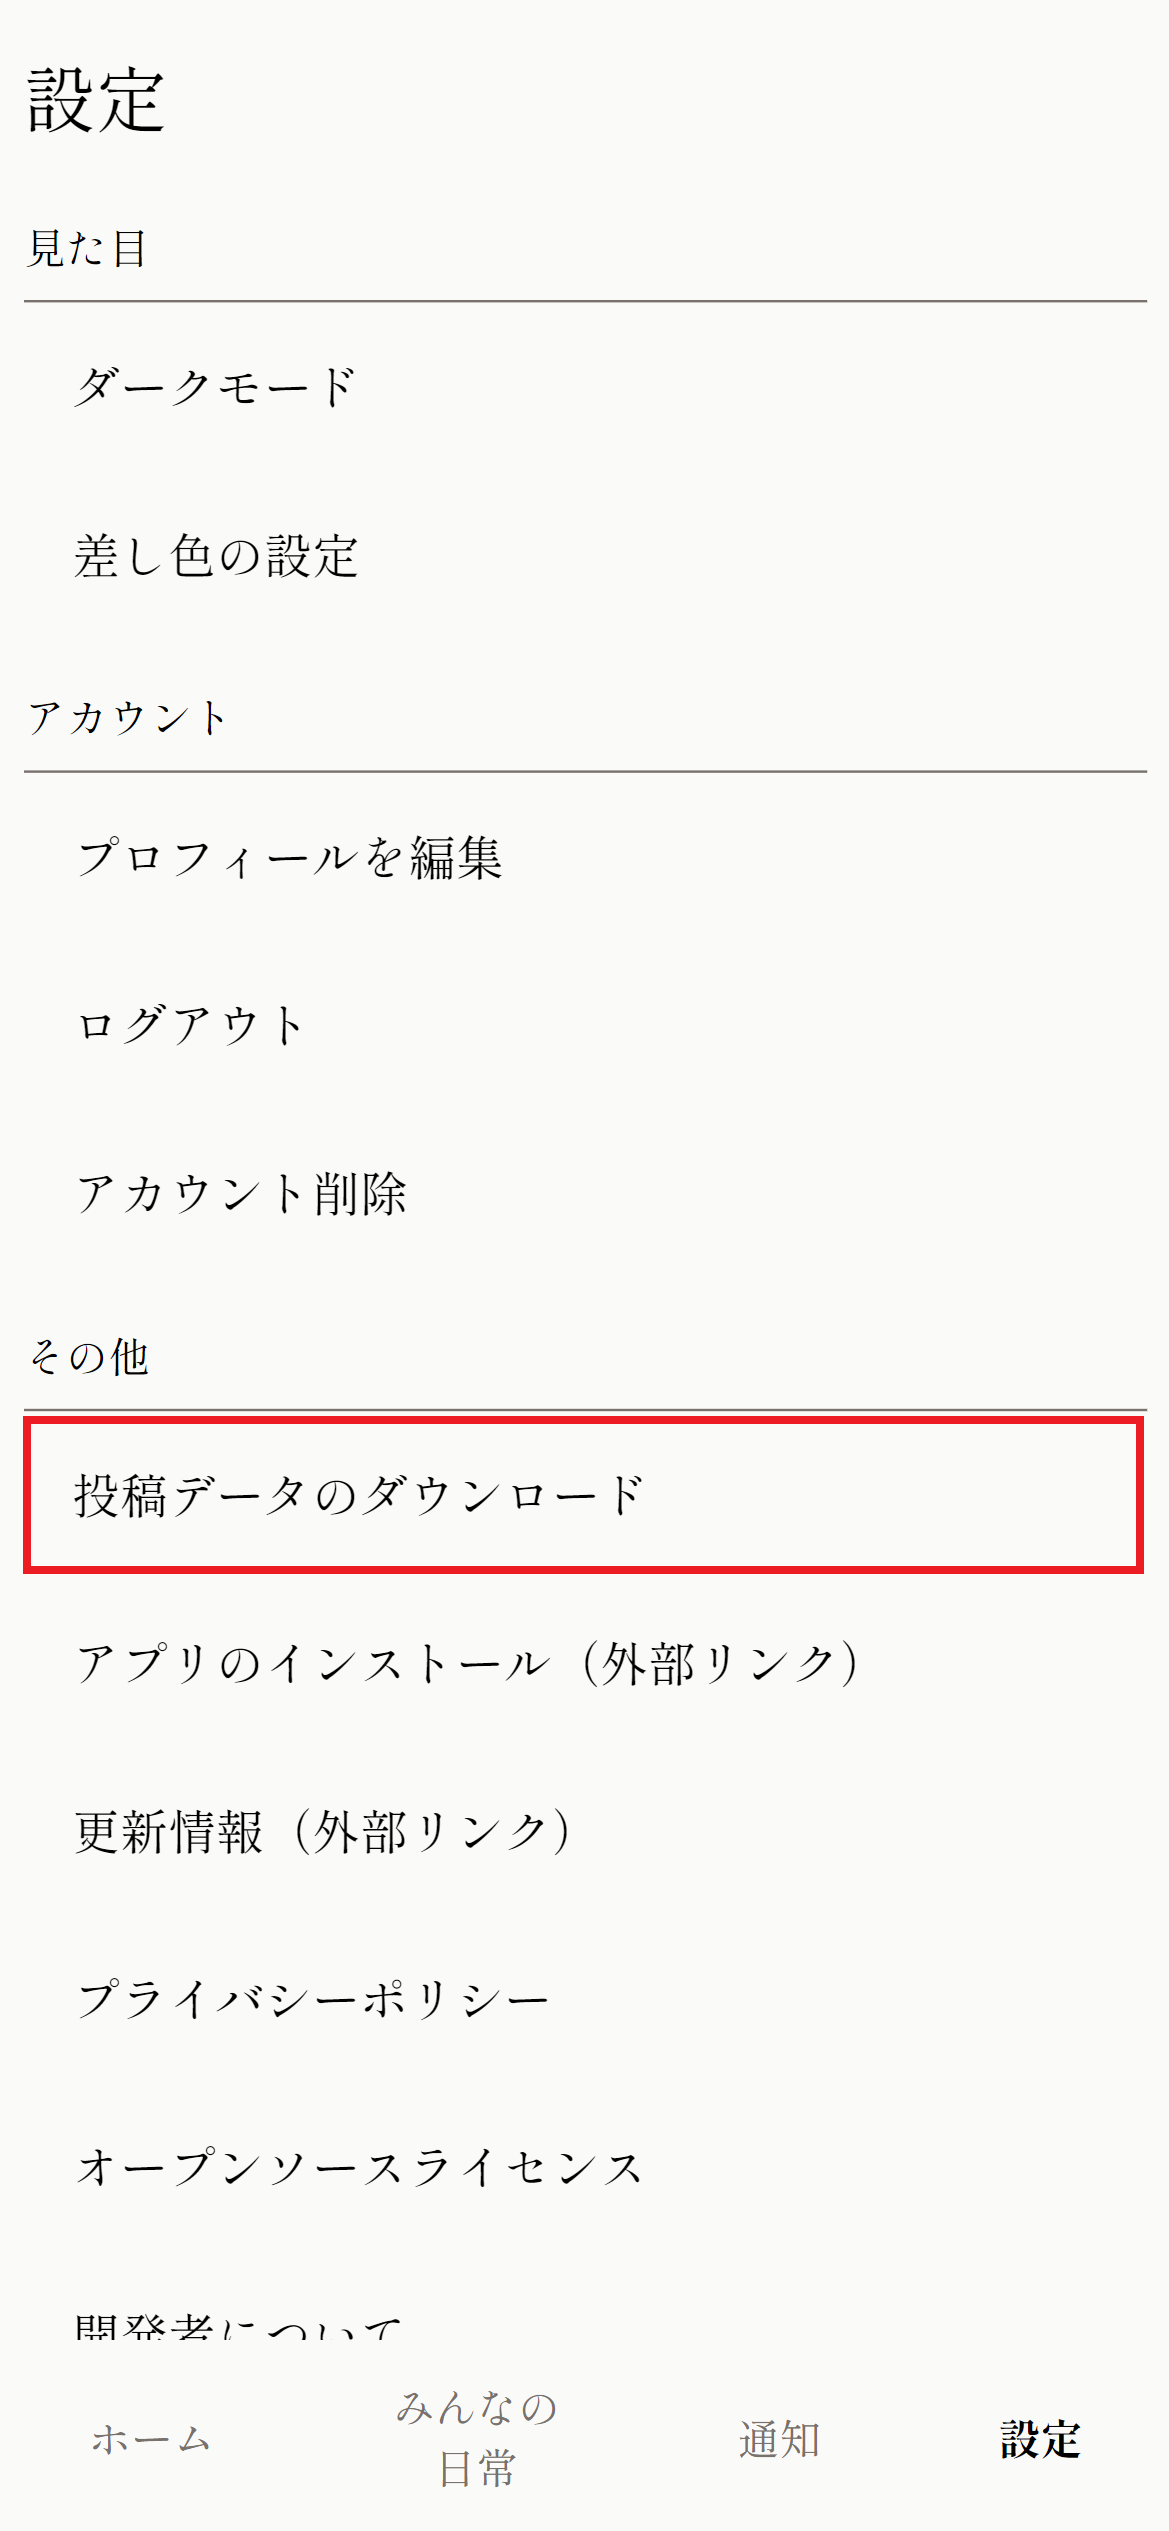 設定
見た目
ダークモード
差し色の設定
アカウント
プロフィールを編集
ログアウト
アカウント削除
その他
投稿データのダウンロード
アプリのインストール（外部リンク）
更新情報（外部リンク）
プライバシーポリシー
オープンソースライセンス
開発者について
ホーム
みんなの
日常
通知
設定